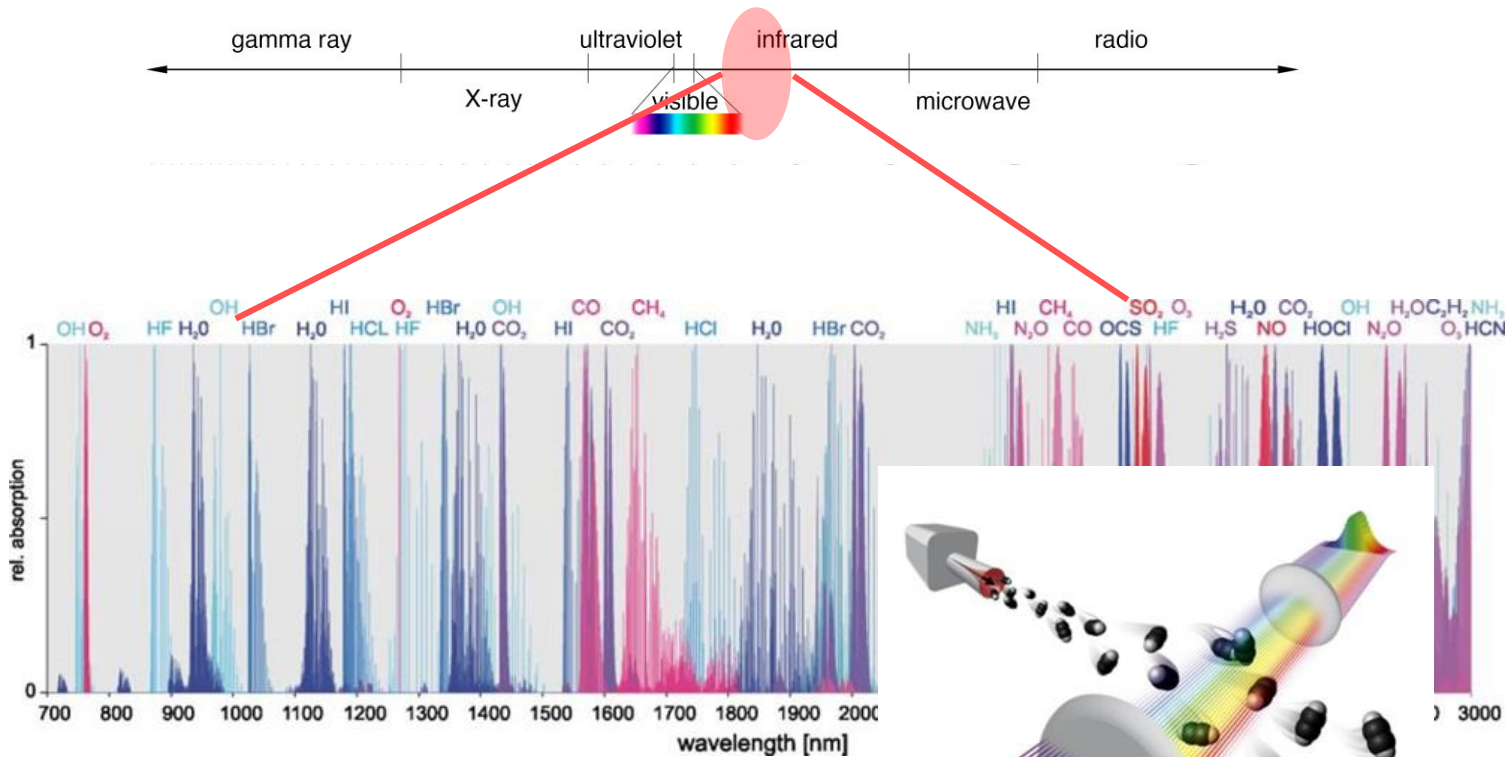 gamma ray ultraviolet infrared radio
X-ray visible microwave
OH HI O₂ HBr OH CO CH₄ HI CH₄ SO₂ O₃ H₂0 CO₂ OH H₂OC₂H₂ NH₃
OH O₂ HF H₂0 HBr H₂0 HCL HF H₂0 CO₂ HI CO₂ HCl H₂0 HBr CO₂ NH₃ N₂O CO OCS HF H₂S NO HOCl N₂O O₃ HCN
1
rel. absorption
0
700 800 900 1000 1100 1200 1300 1400 1500 1600 1700 1800 1900 2000 3000
wavelength [nm]